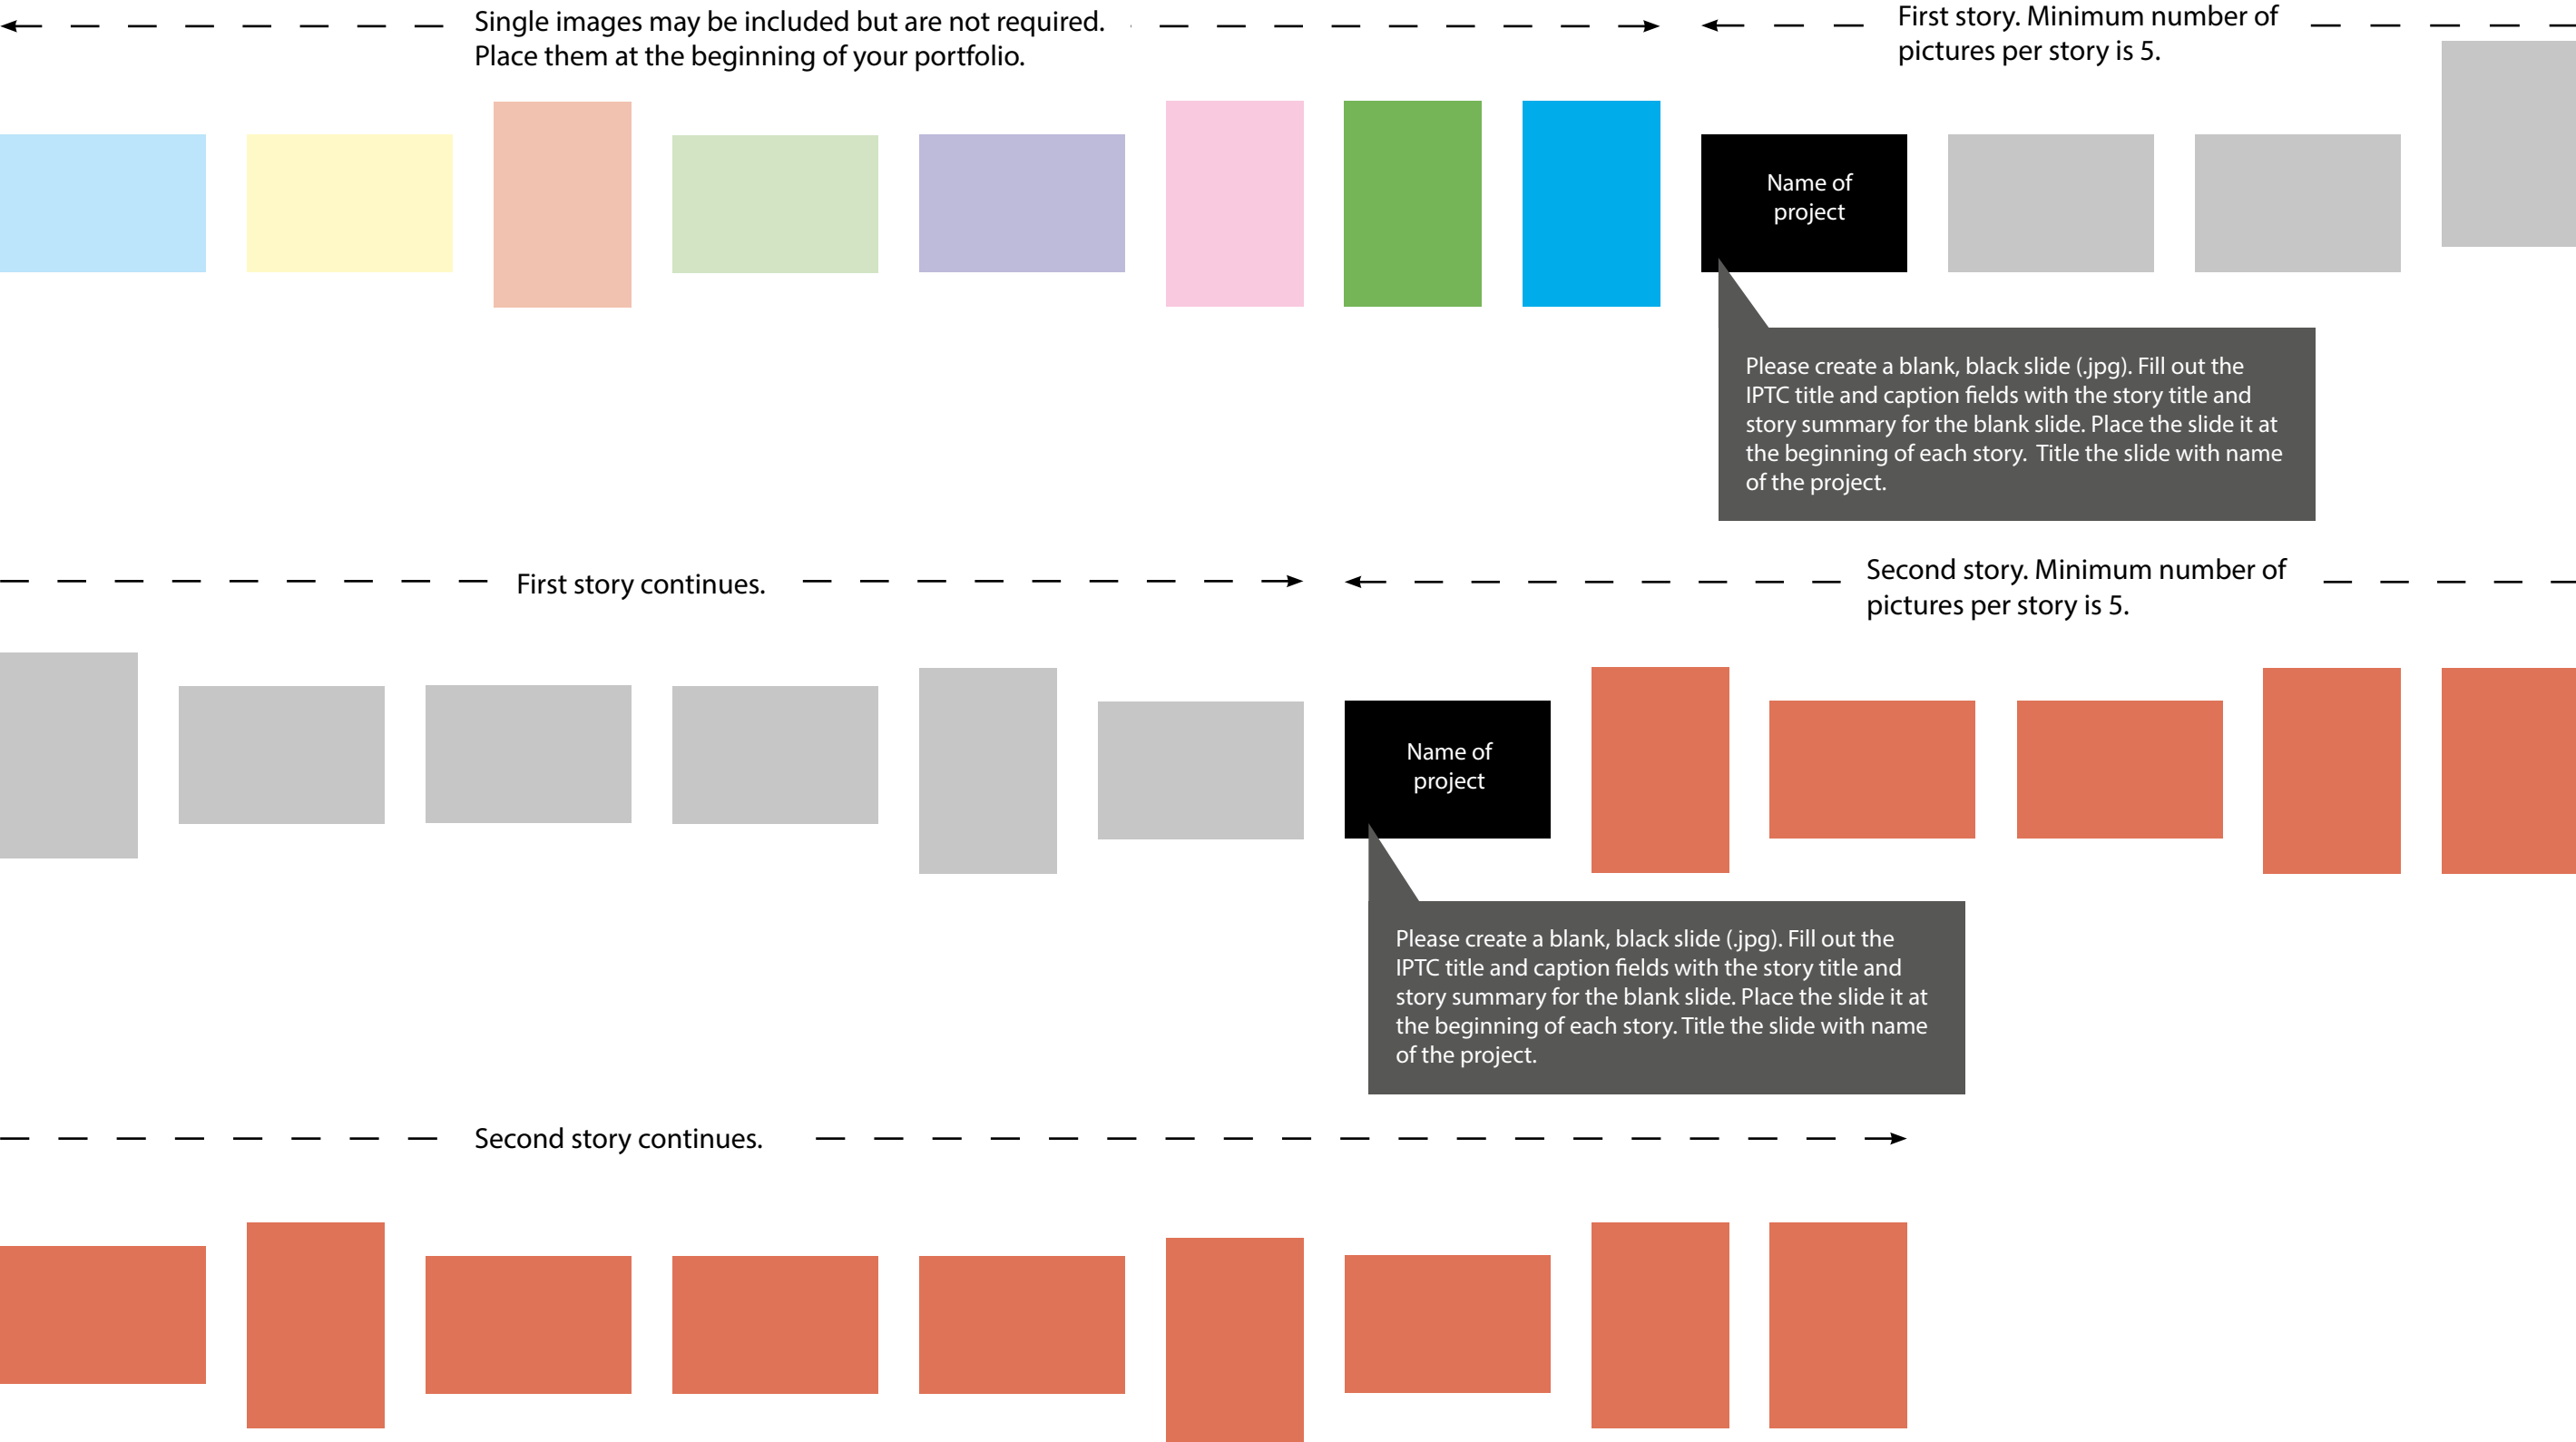 Single images may be included but are not required.
Place them at the beginning of your portfolio.
First story. Minimum number of
pictures per story is 5.
Name of
project
Please create a blank, black slide (.jpg). Fill out the
IPTC title and caption fields with the story title and
story summary for the blank slide. Place the slide it at
the beginning of each story.  Title the slide with name
of the project.
First story continues.
Second story. Minimum number of
pictures per story is 5.
Name of
project
Please create a blank, black slide (.jpg). Fill out the
IPTC title and caption fields with the story title and
story summary for the blank slide. Place the slide it at
the beginning of each story. Title the slide with name
of the project.
Second story continues.